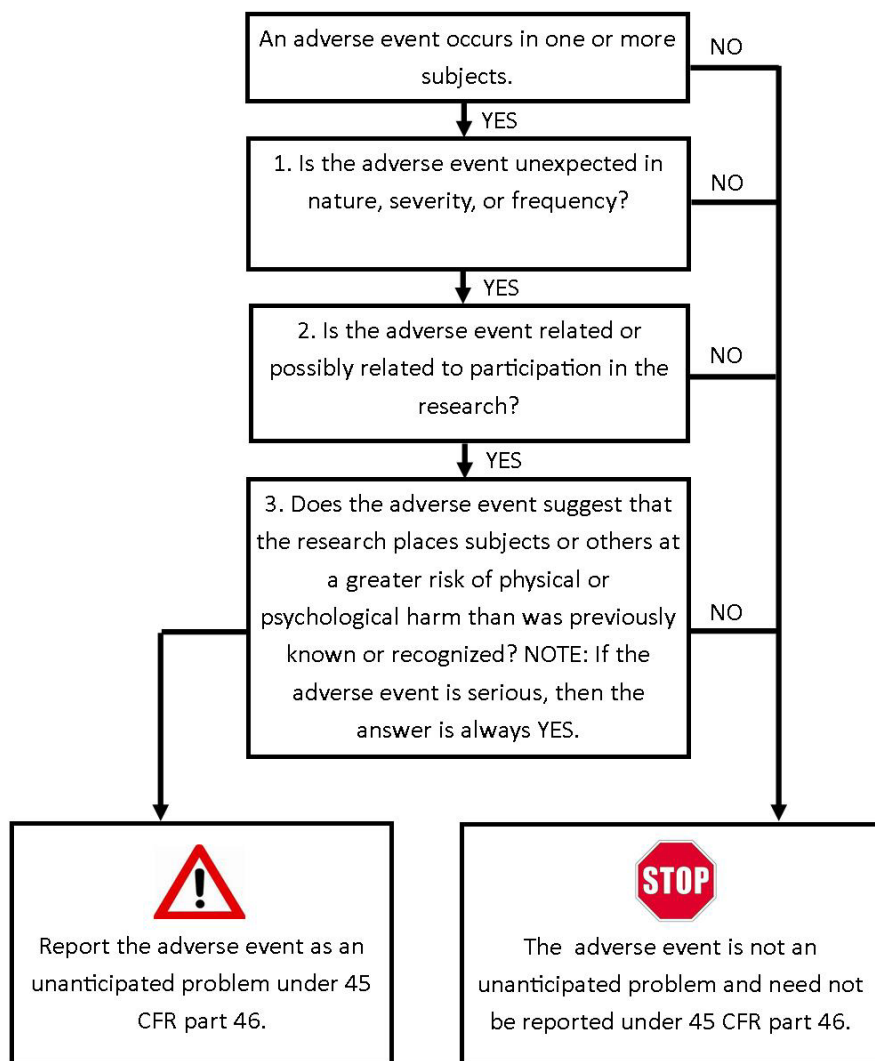 An adverse event occurs in one or more
subjects.
NO
YES
1. Is the adverse event unexpected in
nature, severity, or frequency?
NO
YES
2. Is the adverse event related or
possibly related to participation in the
research?
NO
YES
3. Does the adverse event suggest that
the research places subjects or others at
a greater risk of physical or
psychological harm than was previously
known or recognized? NOTE: If the
adverse event is serious, then the
answer is always YES.
NO
!
Report the adverse event as an
unanticipated problem under 45
CFR part 46.
STOP
The adverse event is not an
unanticipated problem and need not
be reported under 45 CFR part 46.